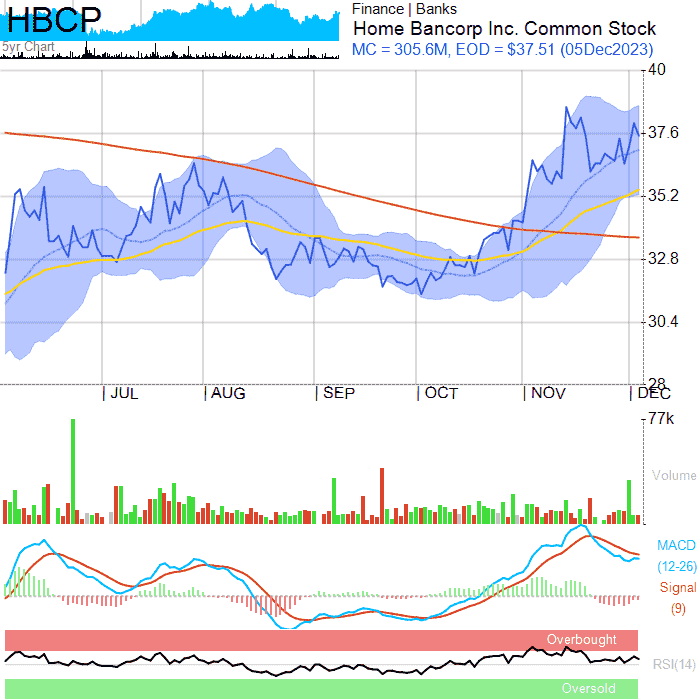 HBCP
5yr Chart
Finance | Banks
Home Bancorp Inc. Common Stock
MC = 305.6M, EOD = $37.51 (05Dec2023)
40
37.6
35.2
32.8
30.4
28
JUL
AUG
SEP
OCT
NOV
DEC
77k
Volume
MACD
(12-26)
Signal
(9)
Overbought
RSI(14)
Oversold